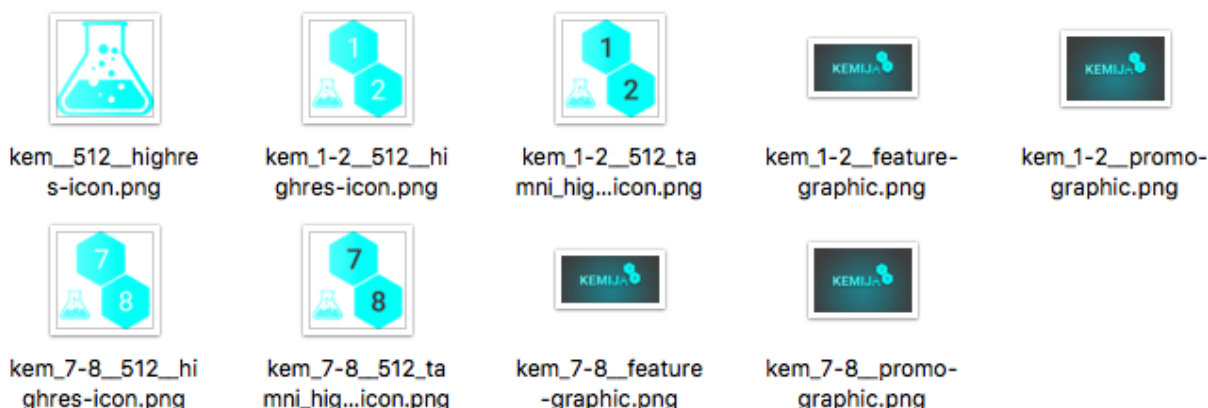 1
2
1
2
KEMIJA
KEMIJA
kem__512__highre
s-icon.png
kem_1-2__512__hi
ghres-icon.png
kem_1-2__512_ta
mni_hig...icon.png
kem_1-2__feature-
graphic.png
kem_1-2__promo-
graphic.png
7
8
7
8
KEMIJA
KEMIJA
kem_7-8__512__hi
ghres-icon.png
kem_7-8__512_ta
mni_hig...icon.png
kem_7-8__feature
-graphic.png
kem_7-8__promo-
graphic.png